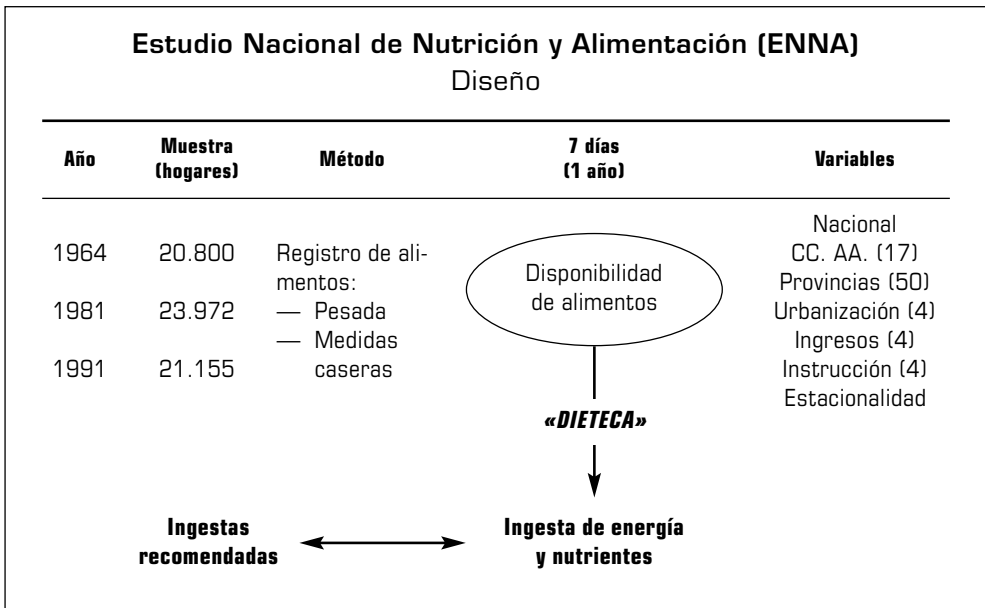 Estudio Nacional de Nutrición y Alimentación (ENNA)
Diseño
Año
Muestra
(hogares)
Método
7 días
(1 año)
Variables
1964
20.800
1981
23.972
1991
21.155
Registro de ali-
mentos:
— Pesada
— Medidas
caseras
Disponibilidad
de alimentos
«DIETECA»
Nacional
CC. AA. (17)
Provincias (50)
Urbanización (4)
Ingresos (4)
Instrucción (4)
Estacionalidad
Ingestas
recomendadas
Ingesta de energía
y nutrientes